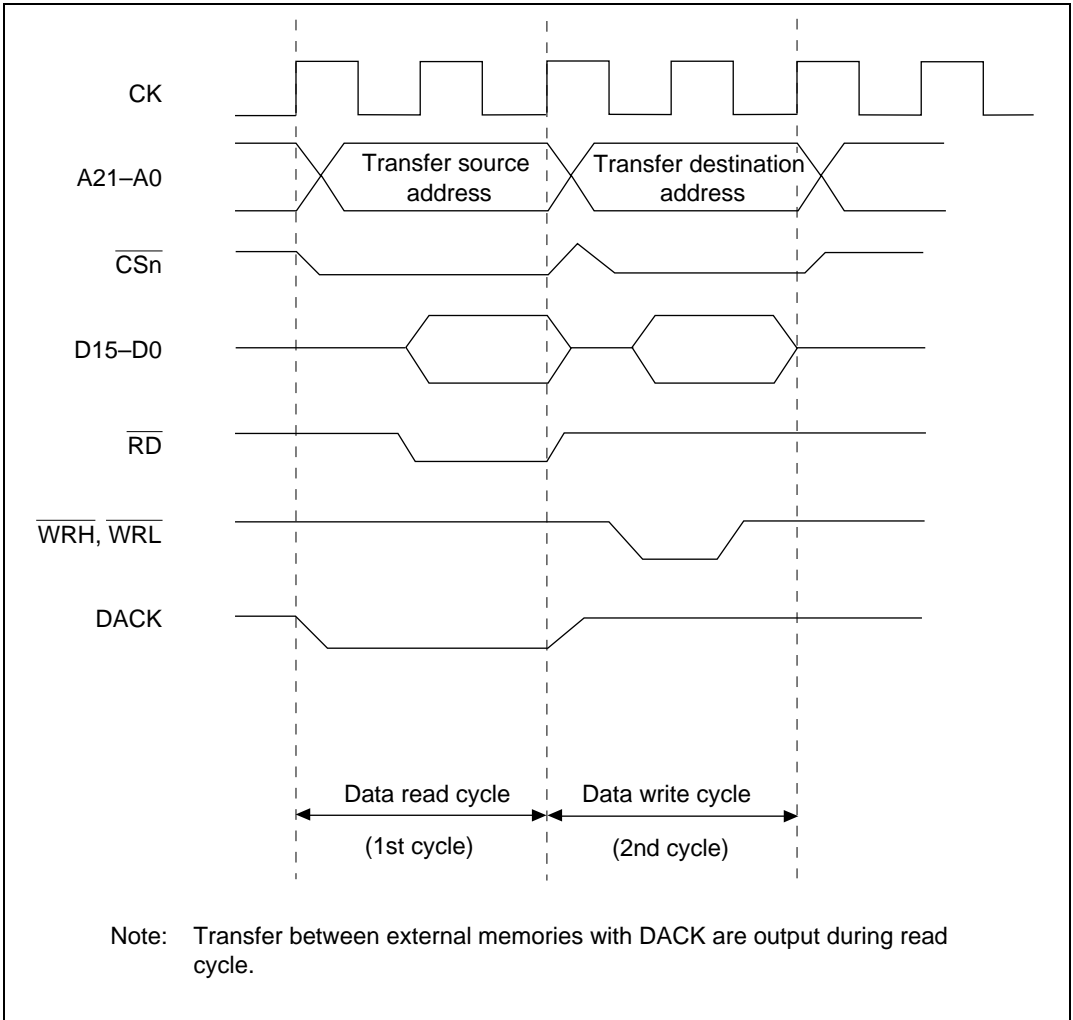 CK
A21–A0
Transfer source
address
Transfer destination
address
CSn
D15–D0
RD
WRH, WRL
DACK
Data read cycle
(1st cycle)
Data write cycle
(2nd cycle)
Note: Transfer between external memories with DACK are output during read
cycle.